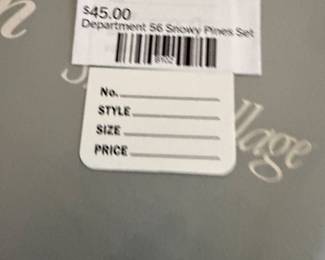 $45.00
Department 56 Snowy Pines Set
No.
STYLE
SIZE
PRICE